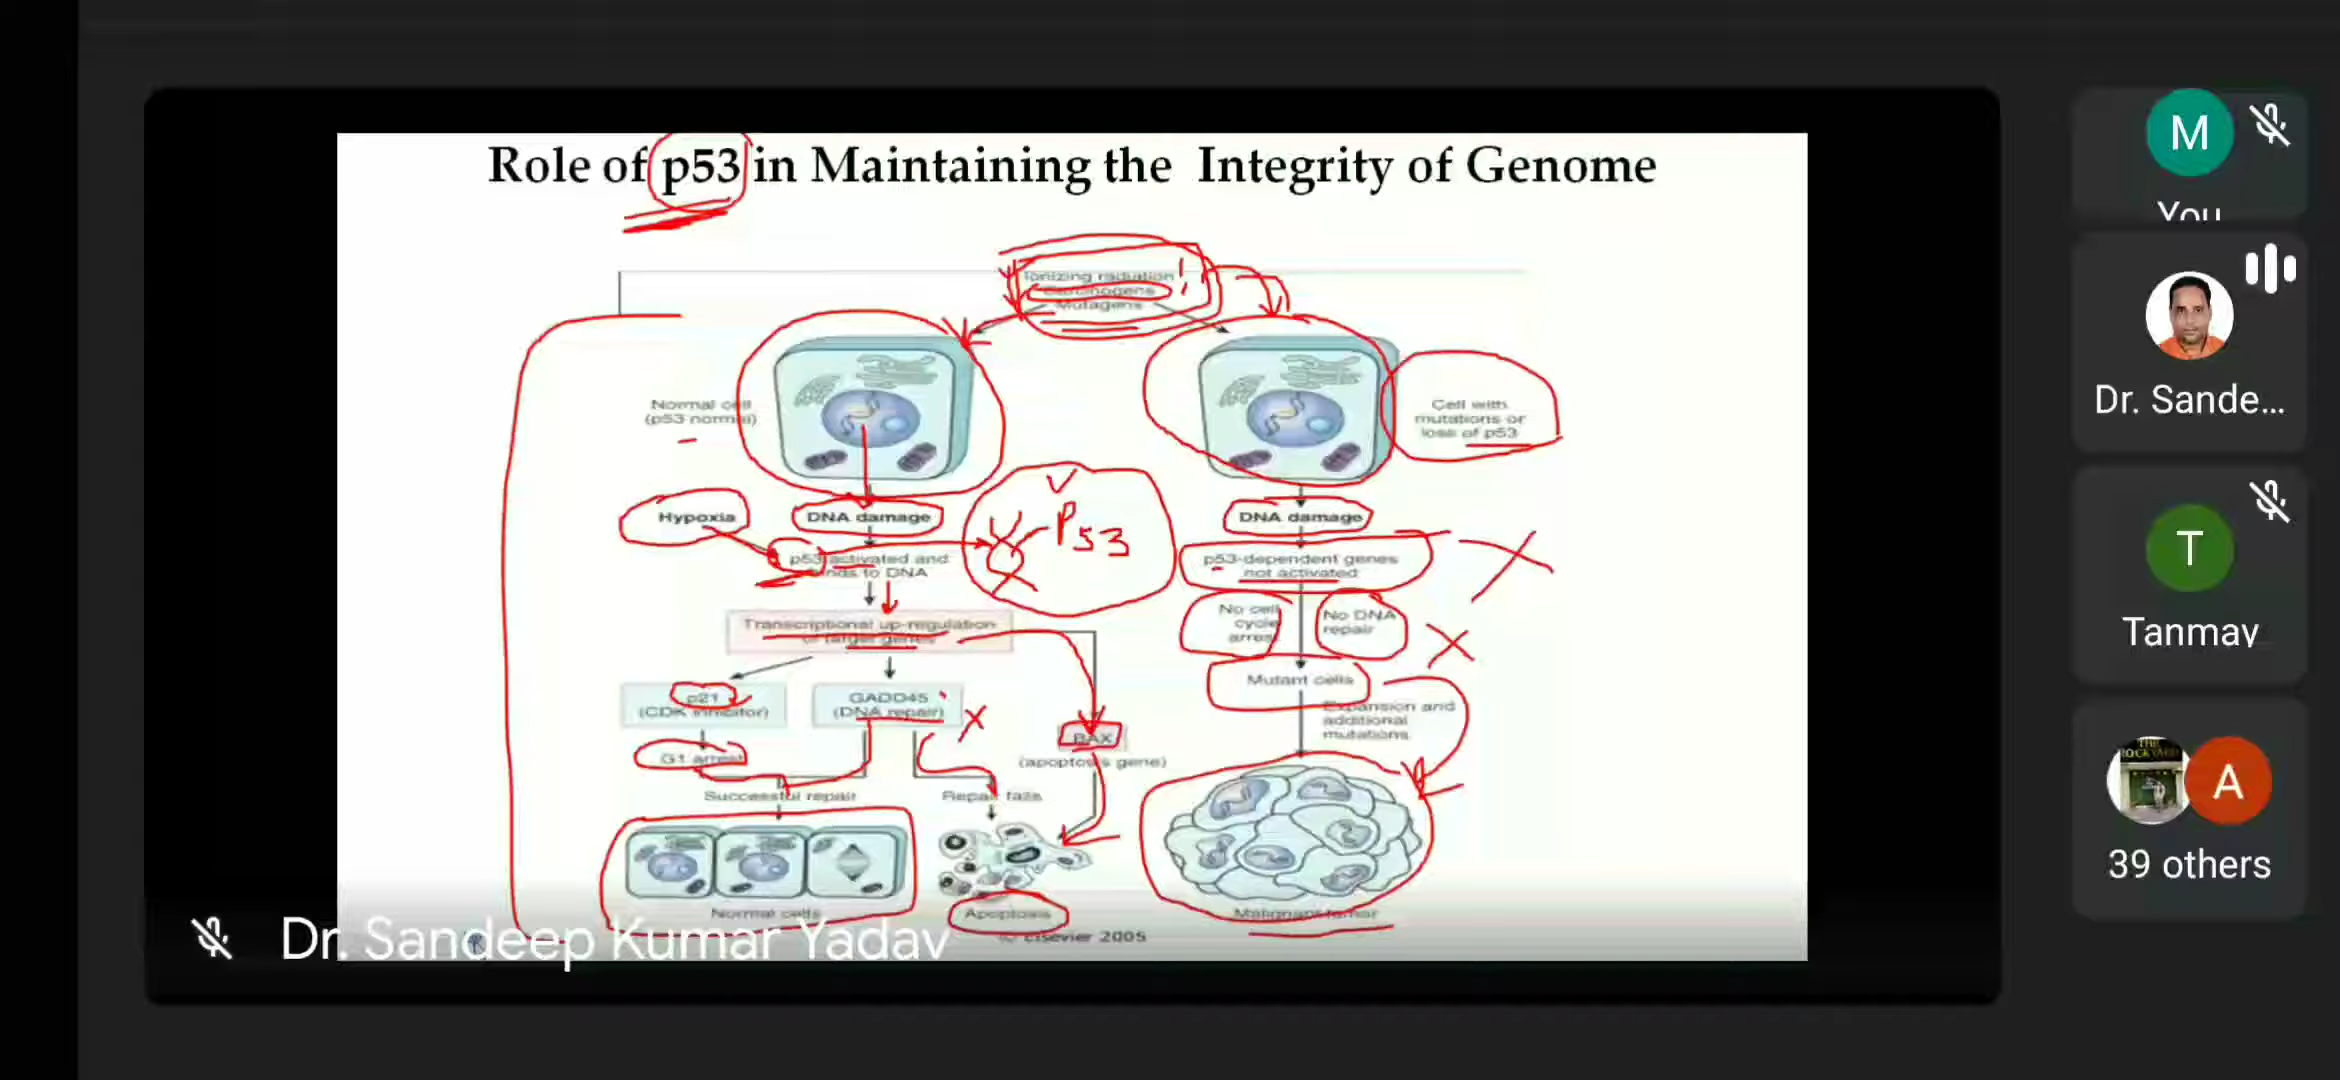 Role of p53 in Maintaining the Integrity of Genome
Ionizing radiation
Carcinogens
Mutagens
Normal cell
(p53 normal)
Cell with
mutations or
loss of p53
Hypoxia
DNA damage
DNA damage
P53
p53 activated and
binds to DNA
p53-dependent genes
not activated
Transcriptional up-regulation
of target genes
No cell
cycle
arrest
No DNA
repair
p21
(CDK inhibitor)
GADD45
(DNA repair)
Mutant cells
Expansion and
additional
mutations
BAX
(apoptosis gene)
G1 arrest
Successful repair
Repair fails
Normal cells
Apoptosis
Malignant tumor
© Elsevier 2005
Dr. Sandeep Kumar Yadav
M
You
Dr. Sande...
T
Tanmay
THE
ROCKYARD
A
39 others